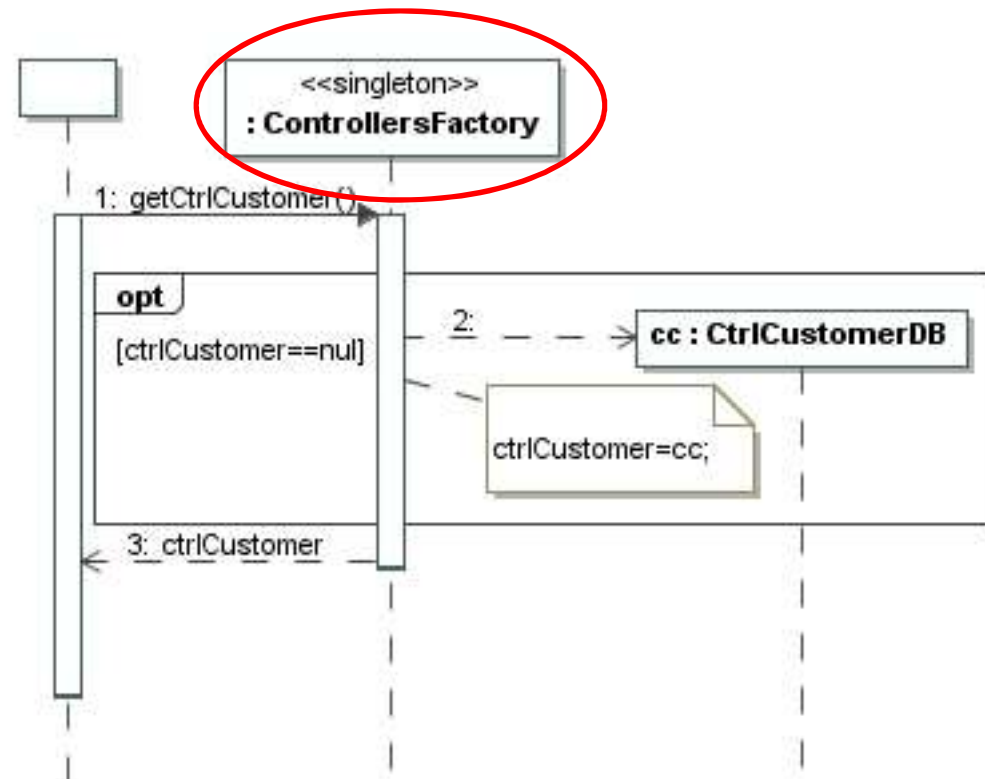 <<singleton>>
: ControllersFactory
1: getCtrlCustomer()
opt
[ctrlCustomer==nul]
2:
cc : CtrlCustomerDB
ctrlCustomer=cc;
3: ctrlCustomer